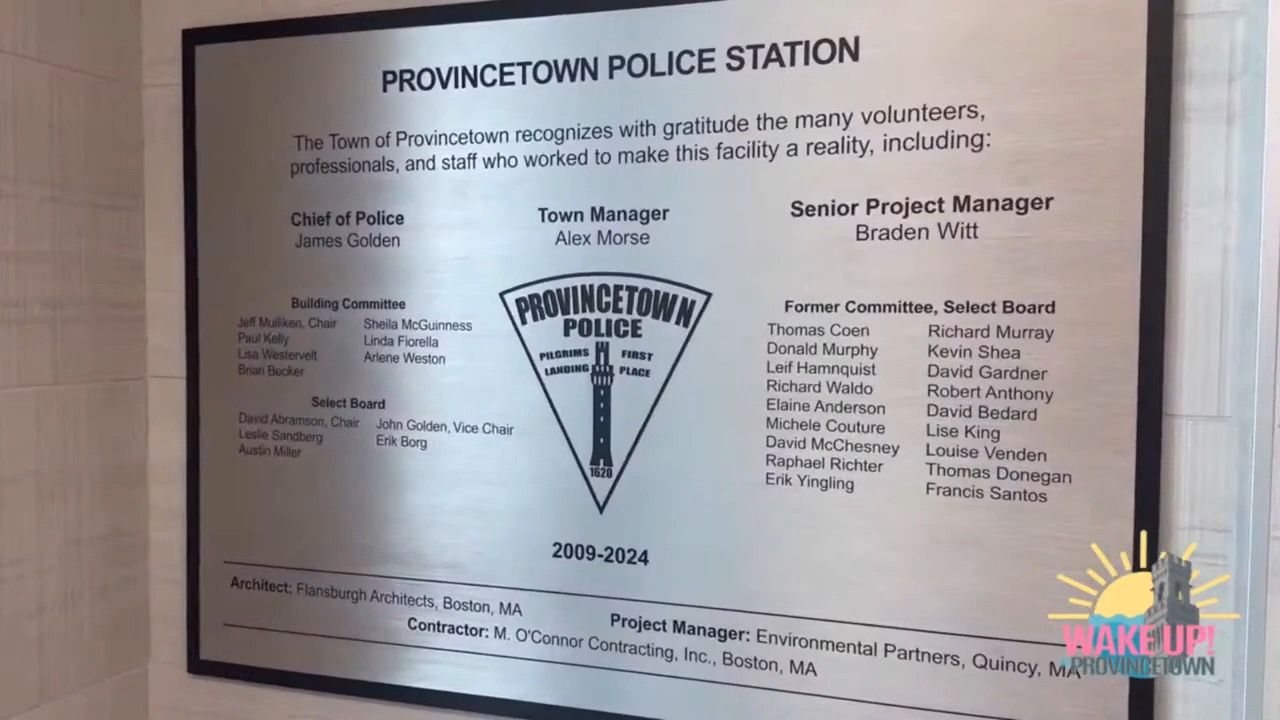 PROVINCETOWN POLICE STATION
The Town of Provincetown recognizes with gratitude the many volunteers,
professionals, and staff who worked to make this facility a reality, including:
Chief of Police
James Golden
Town Manager
Alex Morse
Senior Project Manager
Braden Witt
Building Committee
Jeff Mulliken, Chair
Paul Kelly
Lisa Westervelt
Brian Becker
Sheila McGuinness
Linda Fiorella
Arlene Weston
Select Board
David Abramson, Chair
Leslie Sandberg
Austin Miller
John Golden, Vice Chair
Erik Borg
PROVINCETOWN
POLICE
PILGRIMS FIRST
LANDING PLACE
1620
Former Committee, Select Board
Thomas Coen
Donald Murphy
Leif Hamnquist
Richard Waldo
Elaine Anderson
Michele Couture
David McChesney
Raphael Richter
Erik Yingling
Richard Murray
Kevin Shea
David Gardner
Robert Anthony
David Bedard
Lise King
Louise Venden
Thomas Donegan
Francis Santos
2009-2024
Architect: Flansburgh Architects, Boston, MA
Project Manager: Environmental Partners, Quincy, MA
Contractor: M. O'Connor Contracting, Inc., Boston, MA
WAKE UP!
PROVINCETOWN